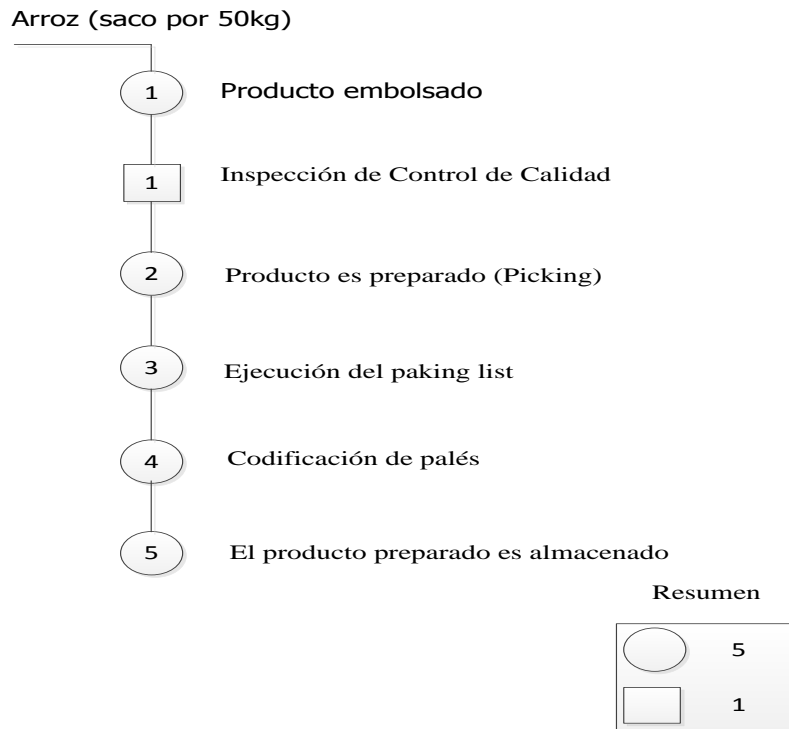 Arroz (saco por 50kg)
1 Producto embolsado
1 Inspección de Control de Calidad
2 Producto es preparado (Picking)
3 Ejecución del paking list
4 Codificación de palés
5 El producto preparado es almacenado
Resumen
5
1